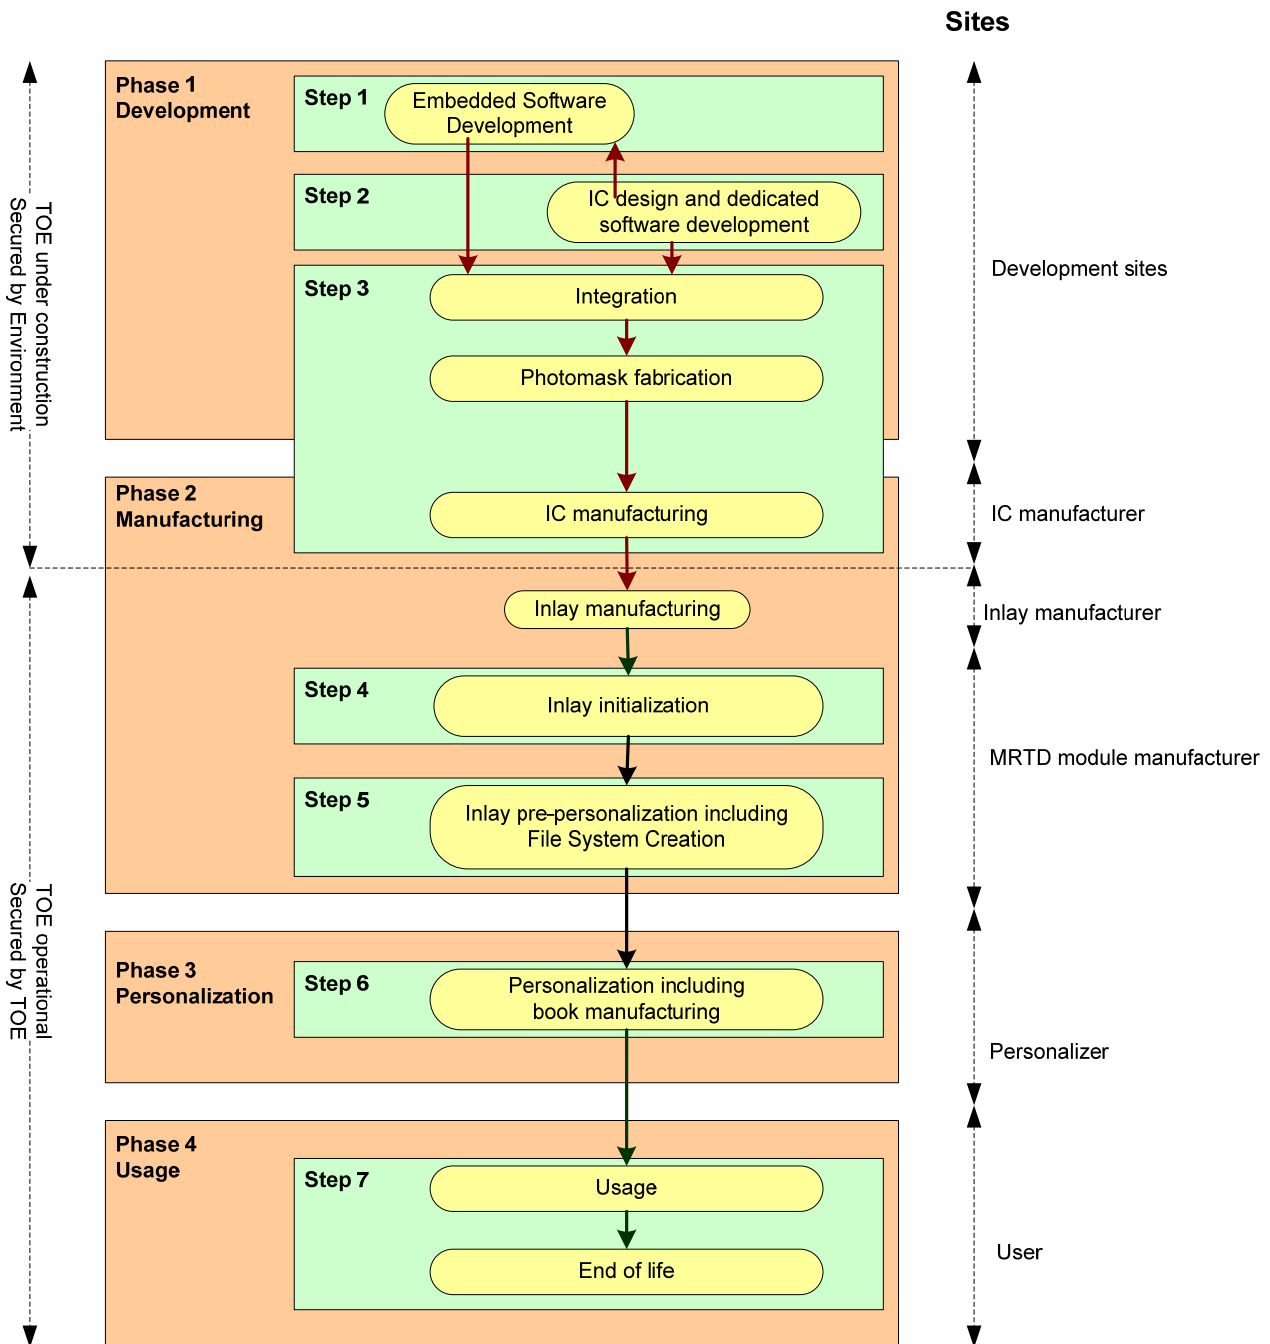 Sites
Phase 1
Development
Step 1
Embedded Software
Development
Step 2
IC design and dedicated
software development
TOE under construction
Secured by Environment
Development sites
Step 3
Integration
Photomask fabrication
Phase 2
Manufacturing
IC manufacturing
IC manufacturer
Inlay manufacturing
Inlay manufacturer
Step 4
Inlay initialization
MRTD module manufacturer
Step 5
Inlay pre-personalization including
File System Creation
TOE operational
Secured by TOE
Phase 3
Personalization
Step 6
Personalization including
book manufacturing
Personalizer
Phase 4
Usage
Step 7
Usage
User
End of life